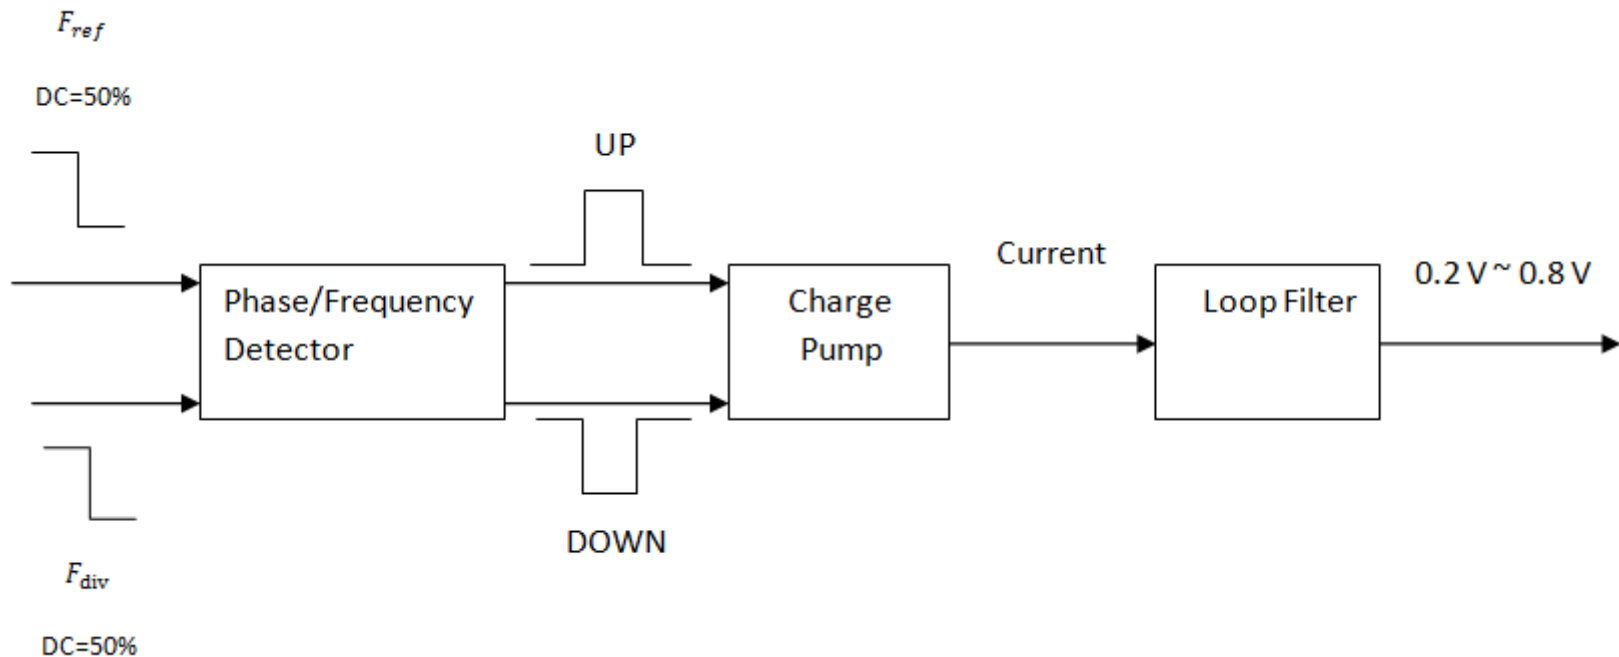 F_ref
DC=50%
UP
Phase/Frequency
Detector
Charge
Pump
Current
Loop Filter
0.2 V ~ 0.8 V
DOWN
F_div
DC=50%